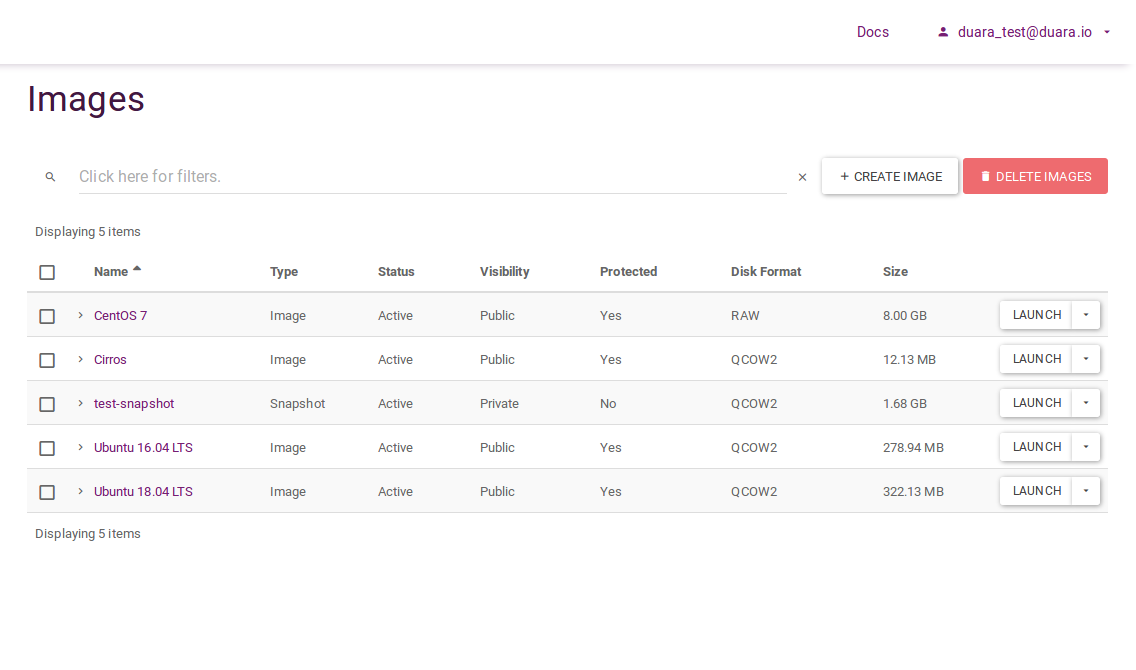 Docs duara_test@duara.io
Images
Click here for filters. × + CREATE IMAGE DELETE IMAGES
Displaying 5 items
Name Type Status Visibility Protected Disk Format Size
CentOS 7 Image Active Public Yes RAW 8.00 GB LAUNCH
Cirros Image Active Public Yes QCOW2 12.13 MB LAUNCH
test-snapshot Snapshot Active Private No QCOW2 1.68 GB LAUNCH
Ubuntu 16.04 LTS Image Active Public Yes QCOW2 278.94 MB LAUNCH
Ubuntu 18.04 LTS Image Active Public Yes QCOW2 322.13 MB LAUNCH
Displaying 5 items